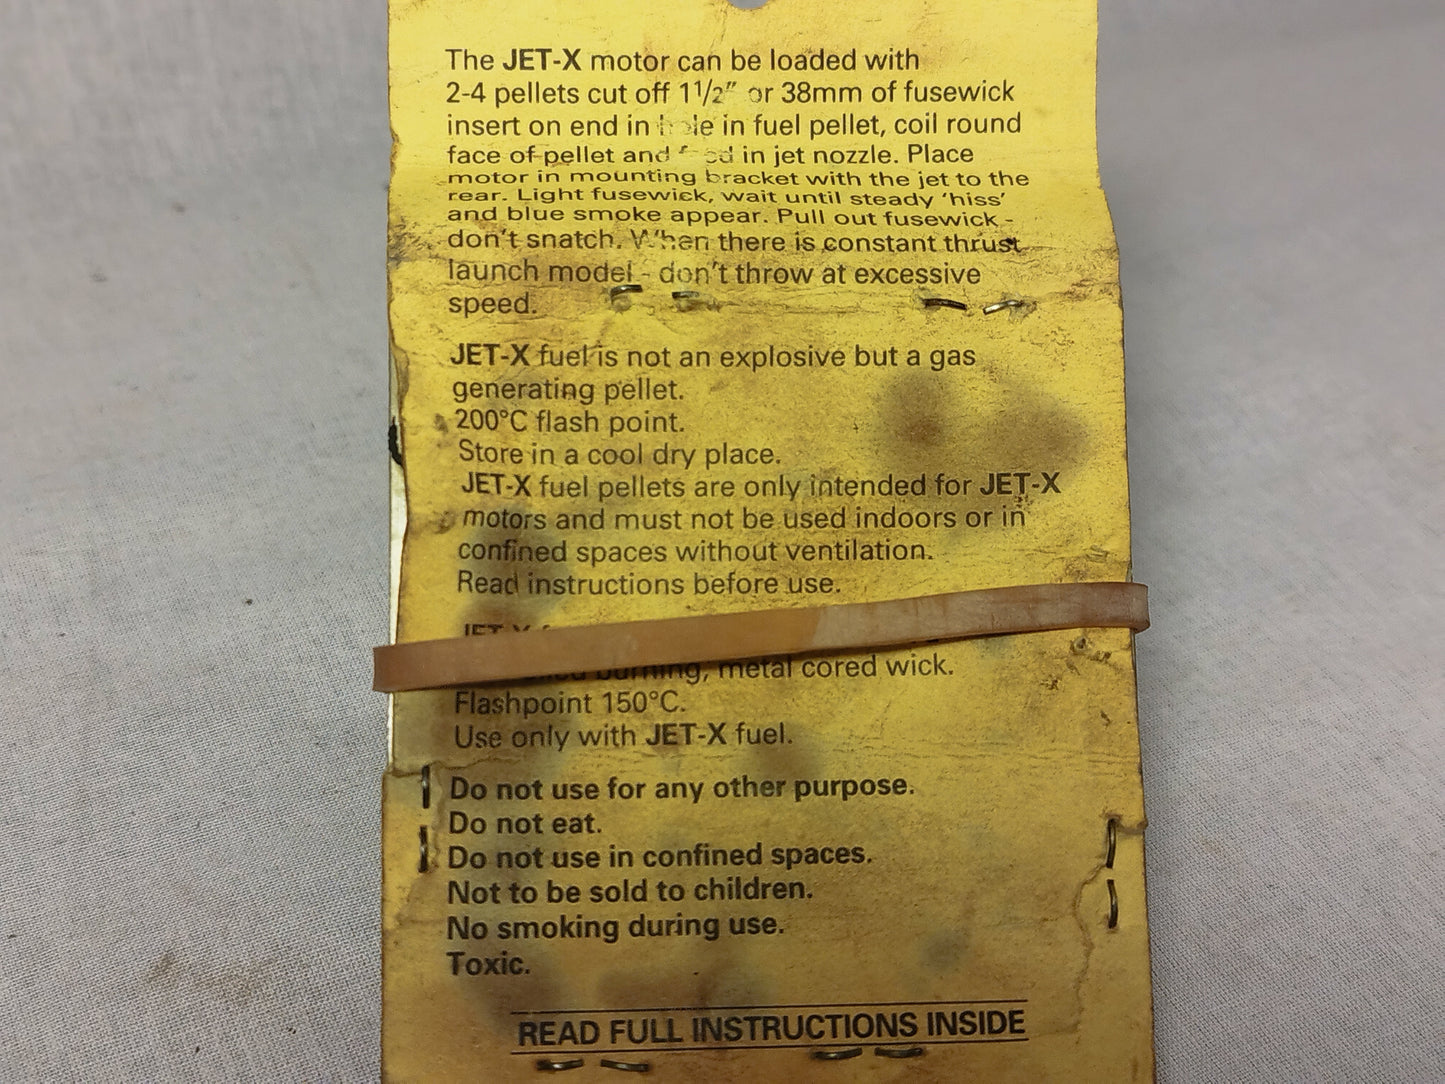 The JET-X motor can be loaded with
2-4 pellets cut off 1 1/2" or 38mm of fusewick
insert on end in hole in fuel pellet, coil round
face of pellet and feed in jet nozzle. Place
motor in mounting bracket with the jet to the
rear. Light fusewick, wait until steady 'hiss'
and blue smoke appear. Pull out fusewick -
don't snatch. When there is constant thrust
launch model - don't throw at excessive
speed.
JET-X fuel is not an explosive but a gas
generating pellet.
200°C flash point.
Store in a cool dry place.
JET-X fuel pellets are only intended for JET-X
motors and must not be used indoors or in
confined spaces without ventilation.
Read instructions before use.
JET-X
burning, metal cored wick.
Flashpoint 150°C.
Use only with JET-X fuel.
Do not use for any other purpose.
Do not eat.
Do not use in confined spaces.
Not to be sold to children.
No smoking during use.
Toxic.
READ FULL INSTRUCTIONS INSIDE